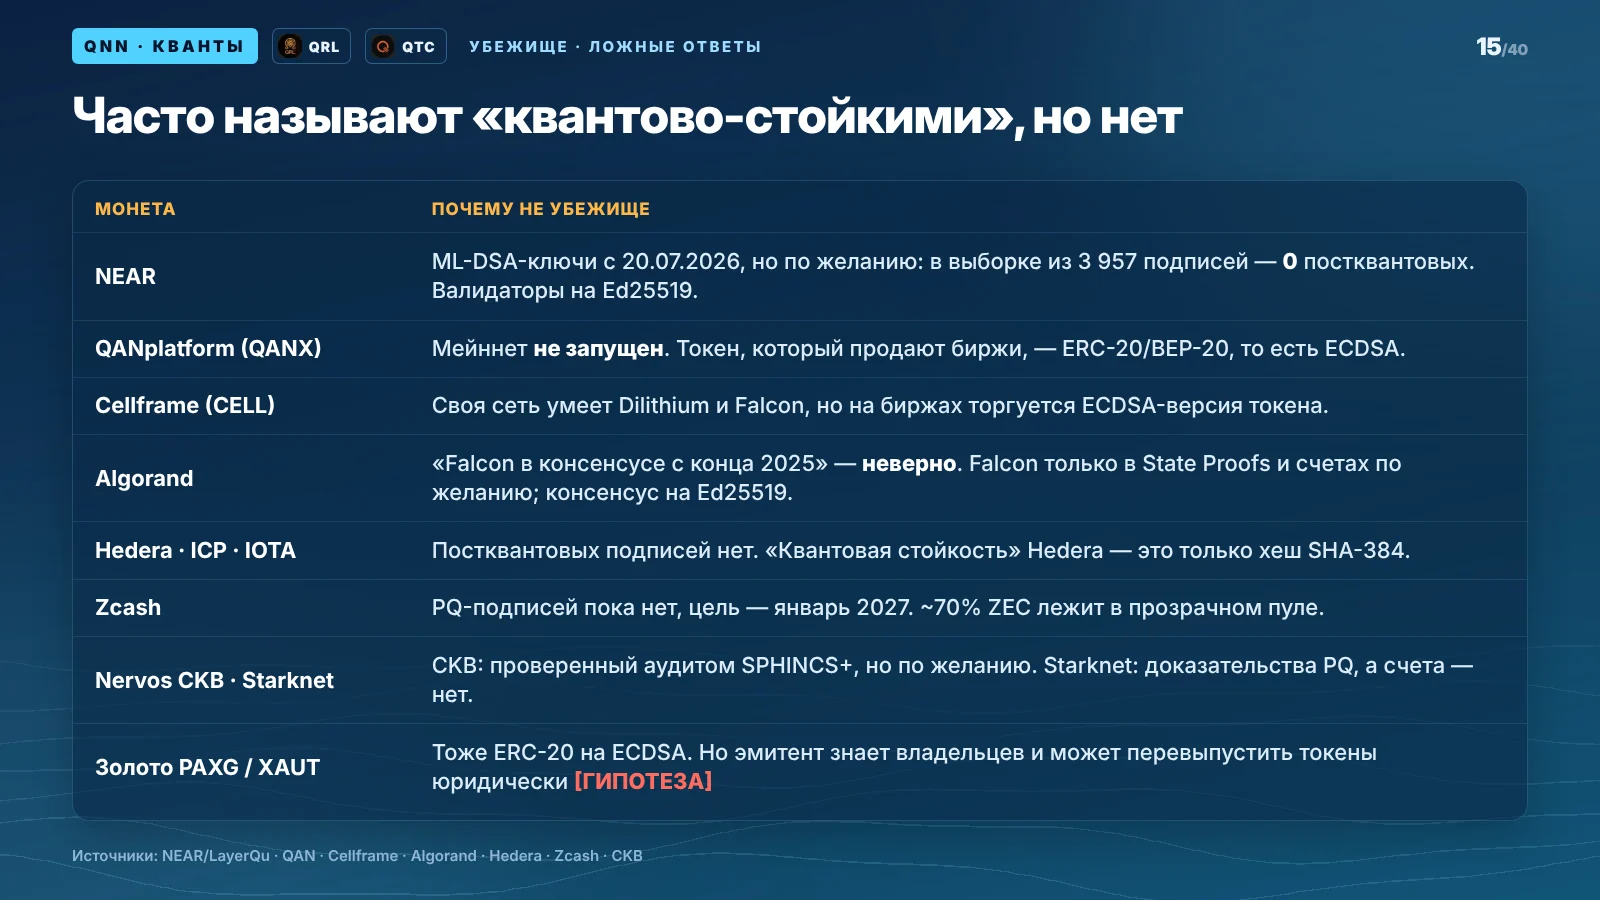 QNN · КВАНТЫ
QRL
QTC
УБЕЖИЩЕ · ЛОЖНЫЕ ОТВЕТЫ
15/40
Часто называют «квантово-стойкими», но нет
МОНЕТА
ПОЧЕМУ НЕ УБЕЖИЩЕ
NEAR
ML-DSA-ключи с 20.07.2026, но по желанию: в выборке из 3 957 подписей — 0 постквантовых.
Валидаторы на Ed25519.
QANplatform (QANX)
Мейннет не запущен. Токен, который продают биржи, — ERC-20/BEP-20, то есть ECDSA.
Cellframe (CELL)
Своя сеть умеет Dilithium и Falcon, но на биржах торгуется ECDSA-версия токена.
Algorand
«Falcon в консенсусе с конца 2025» — неверно. Falcon только в State Proofs и счетах по
желанию; консенсус на Ed25519.
Hedera · ICP · IOTA
Постквантовых подписей нет. «Квантовая стойкость» Hedera — это только хеш SHA-384.
Zcash
PQ-подписей пока нет, цель — январь 2027. ~70% ZEC лежит в прозрачном пуле.
Nervos CKB · Starknet
CKB: проверенный аудитом SPHINCS+, но по желанию. Starknet: доказательства PQ, а счета —
нет.
Золото PAXG / XAUT
Тоже ERC-20 на ECDSA. Но эмитент знает владельцев и может перевыпустить токены
юридически [ГИПОТЕЗА]
Источники: NEAR/LayerQu · QAN · Cellframe · Algorand · Hedera · Zcash · CKB